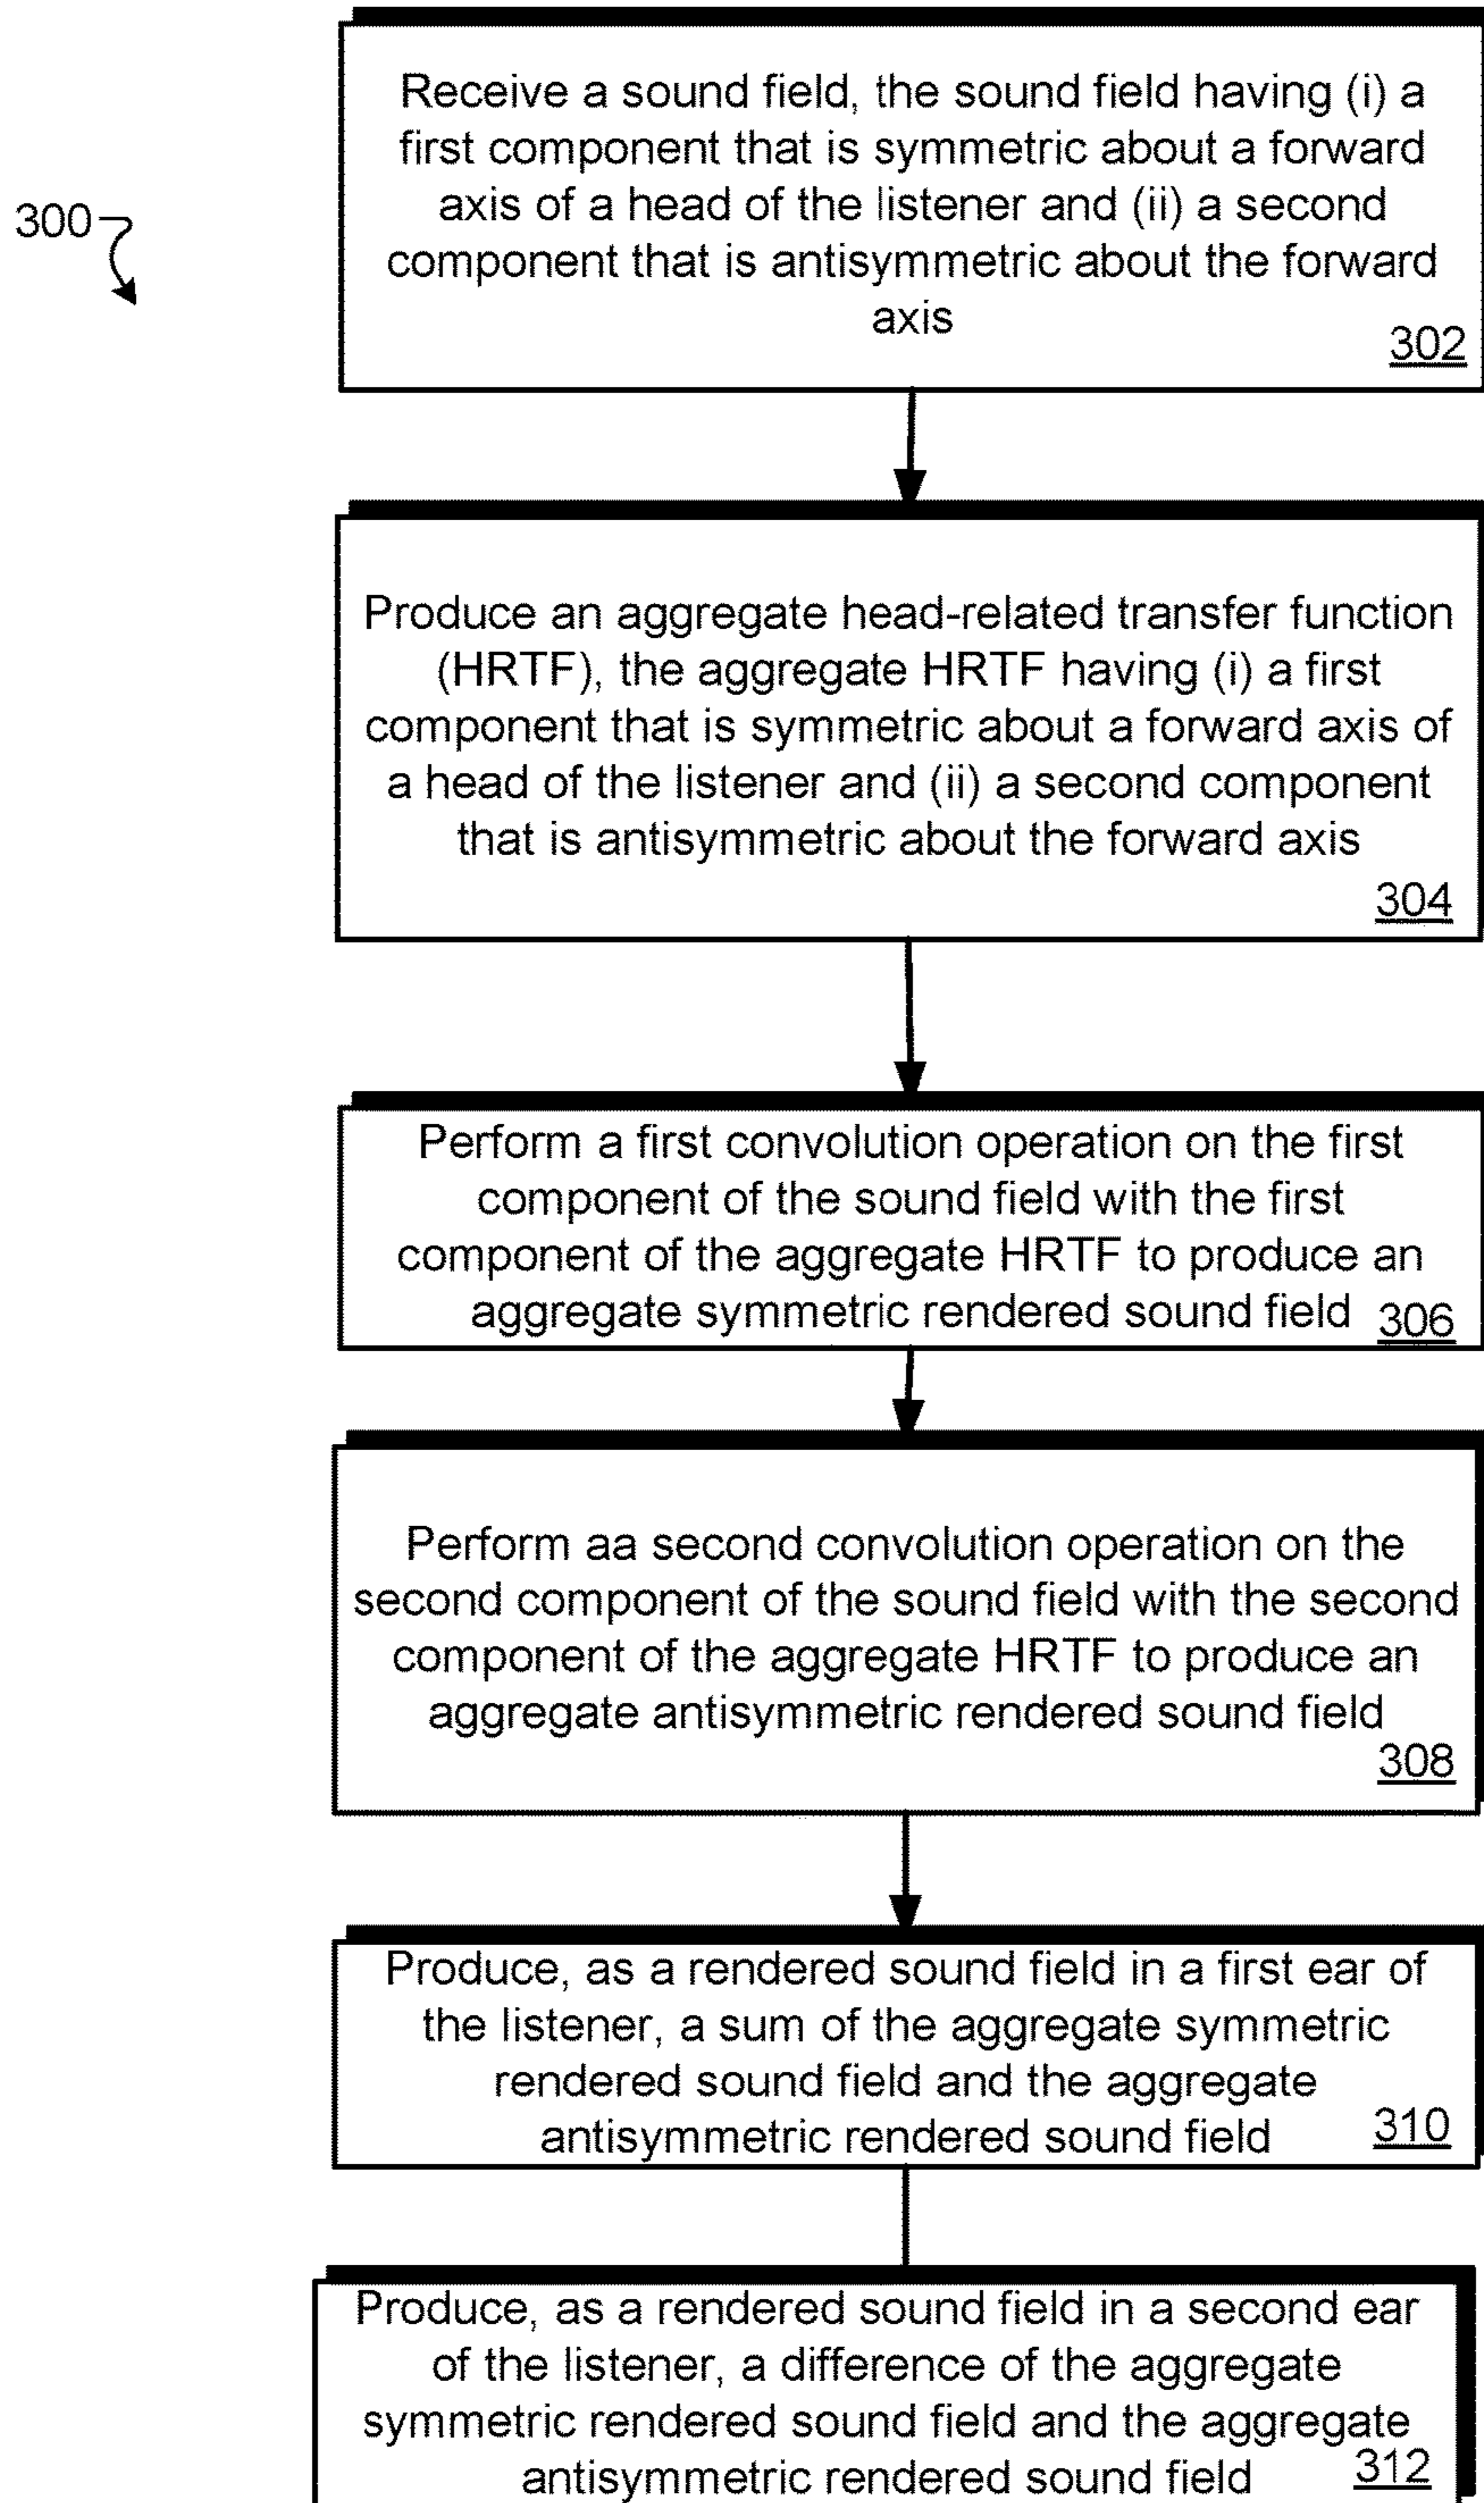 300
Receive a sound field, the sound field having (i) a
first component that is symmetric about a forward
axis of a head of the listener and (ii) a second
component that is antisymmetric about the forward
axis
302
Produce an aggregate head-related transfer function
(HRTF), the aggregate HRTF having (i) a first
component that is symmetric about a forward axis of
a head of the listener and (ii) a second component
that is antisymmetric about the forward axis
304
Perform a first convolution operation on the first
component of the sound field with the first
component of the aggregate HRTF to produce an
aggregate symmetric rendered sound field 306
Perform aa second convolution operation on the
second component of the sound field with the second
component of the aggregate HRTF to produce an
aggregate antisymmetric rendered sound field
308
Produce, as a rendered sound field in a first ear of
the listener, a sum of the aggregate symmetric
rendered sound field and the aggregate
antisymmetric rendered sound field 310
Produce, as a rendered sound field in a second ear
of the listener, a difference of the aggregate
symmetric rendered sound field and the aggregate
antisymmetric rendered sound field 312